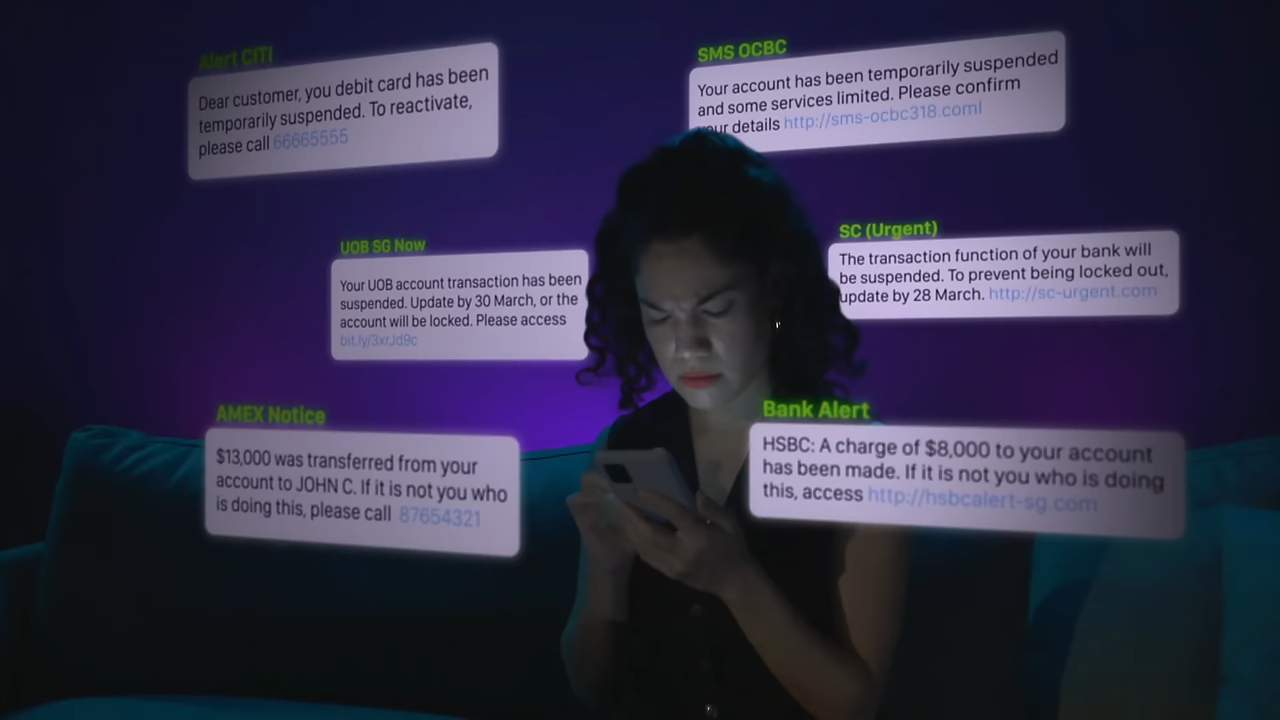 Alert CITI
Dear customer, you debit card has been
temporarily suspended. To reactivate,
please call 66665555
SMS OCBC
Your account has been temporarily suspended
and some services limited. Please confirm
your details http://sms-ocbc318.coml
UOB SG Now
Your UOB account transaction has been
suspended. Update by 30 March, or the
account will be locked. Please access
bit.ly/3xrJd9c
SC (Urgent)
The transaction function of your bank will
be suspended. To prevent being locked out,
update by 28 March. http://sc-urgent.com
AMEX Notice
$13,000 was transferred from your
account to JOHN C. If it is not you who
is doing this, please call 87654321
Bank Alert
HSBC: A charge of $8,000 to your account
has been made. If it is not you who is doing
this, access http://hsbcalert-sg.com